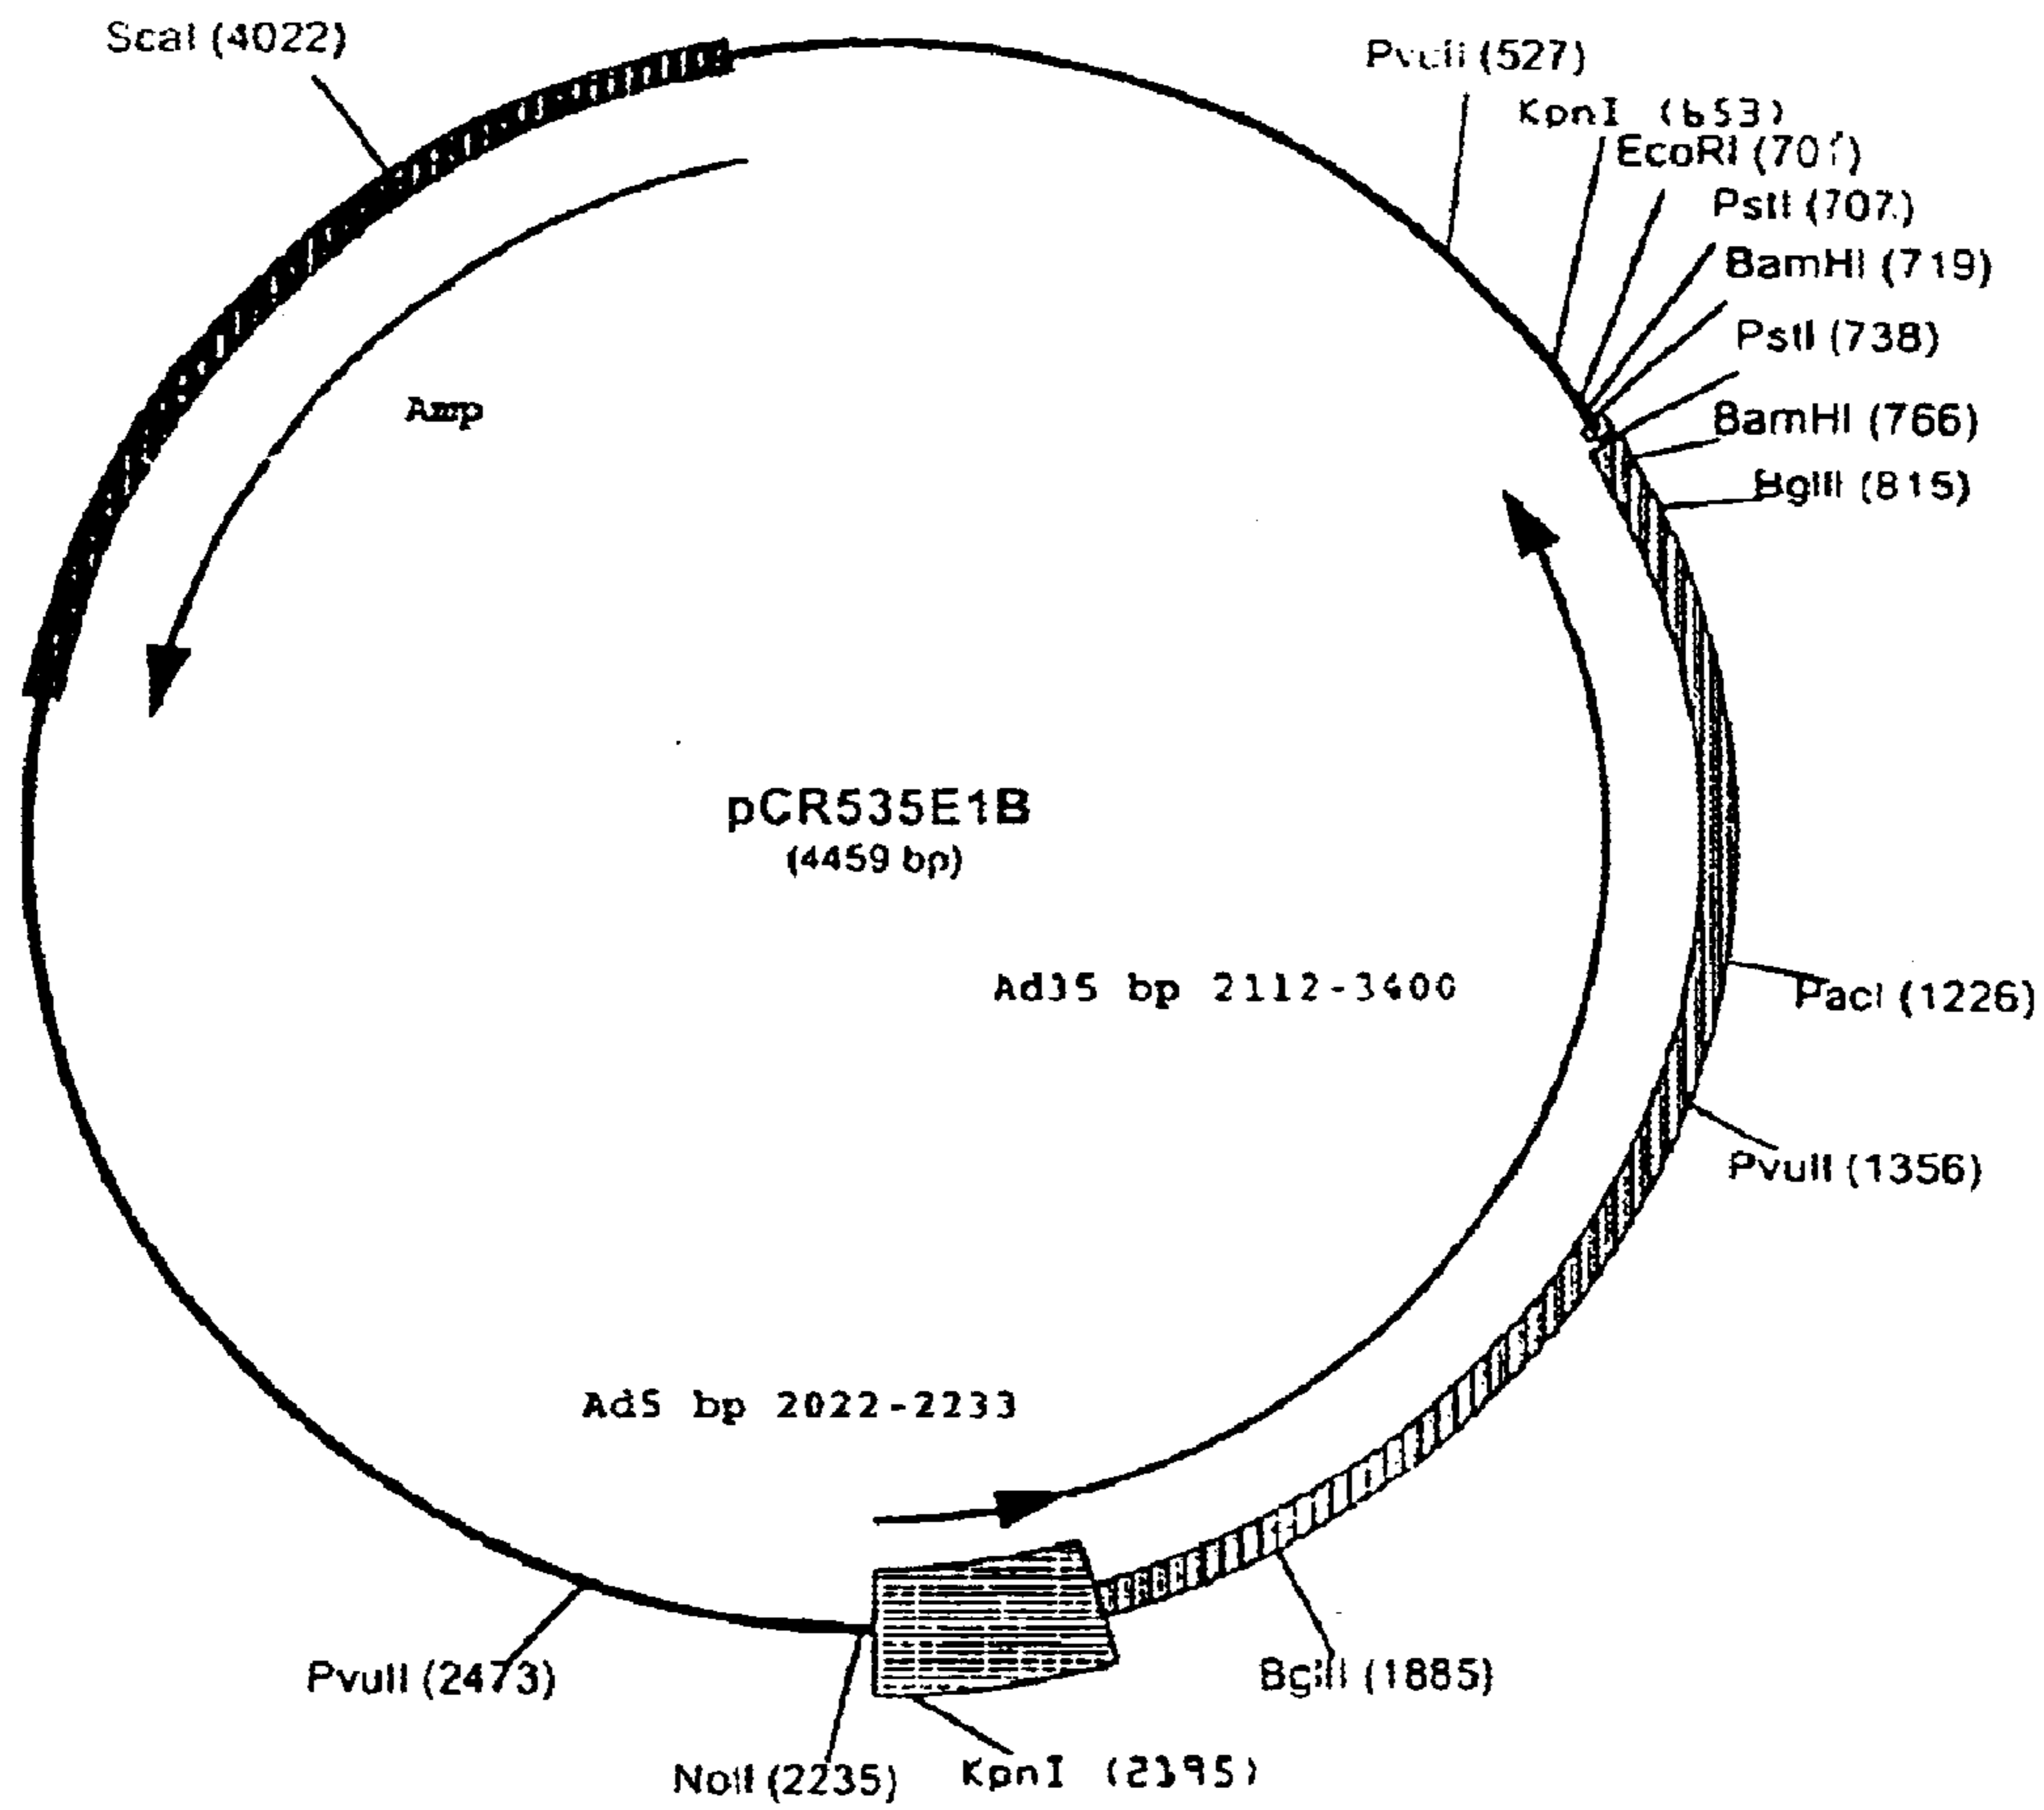 ScaI (4022)
PvuII (527)
KpnI (653)
EcoRI (701)
PstI (707)
BamHI (719)
PstI (738)
BamHI (766)
BglII (815)
Amp
pCR535E1B
(4459 bp)
Ad35 bp 2112-3400
PacI (1226)
PvuII (1356)
Ad5 bp 2022-2233
PvuII (2473)
BglII (1885)
NotI (2235)
KpnI (2195)